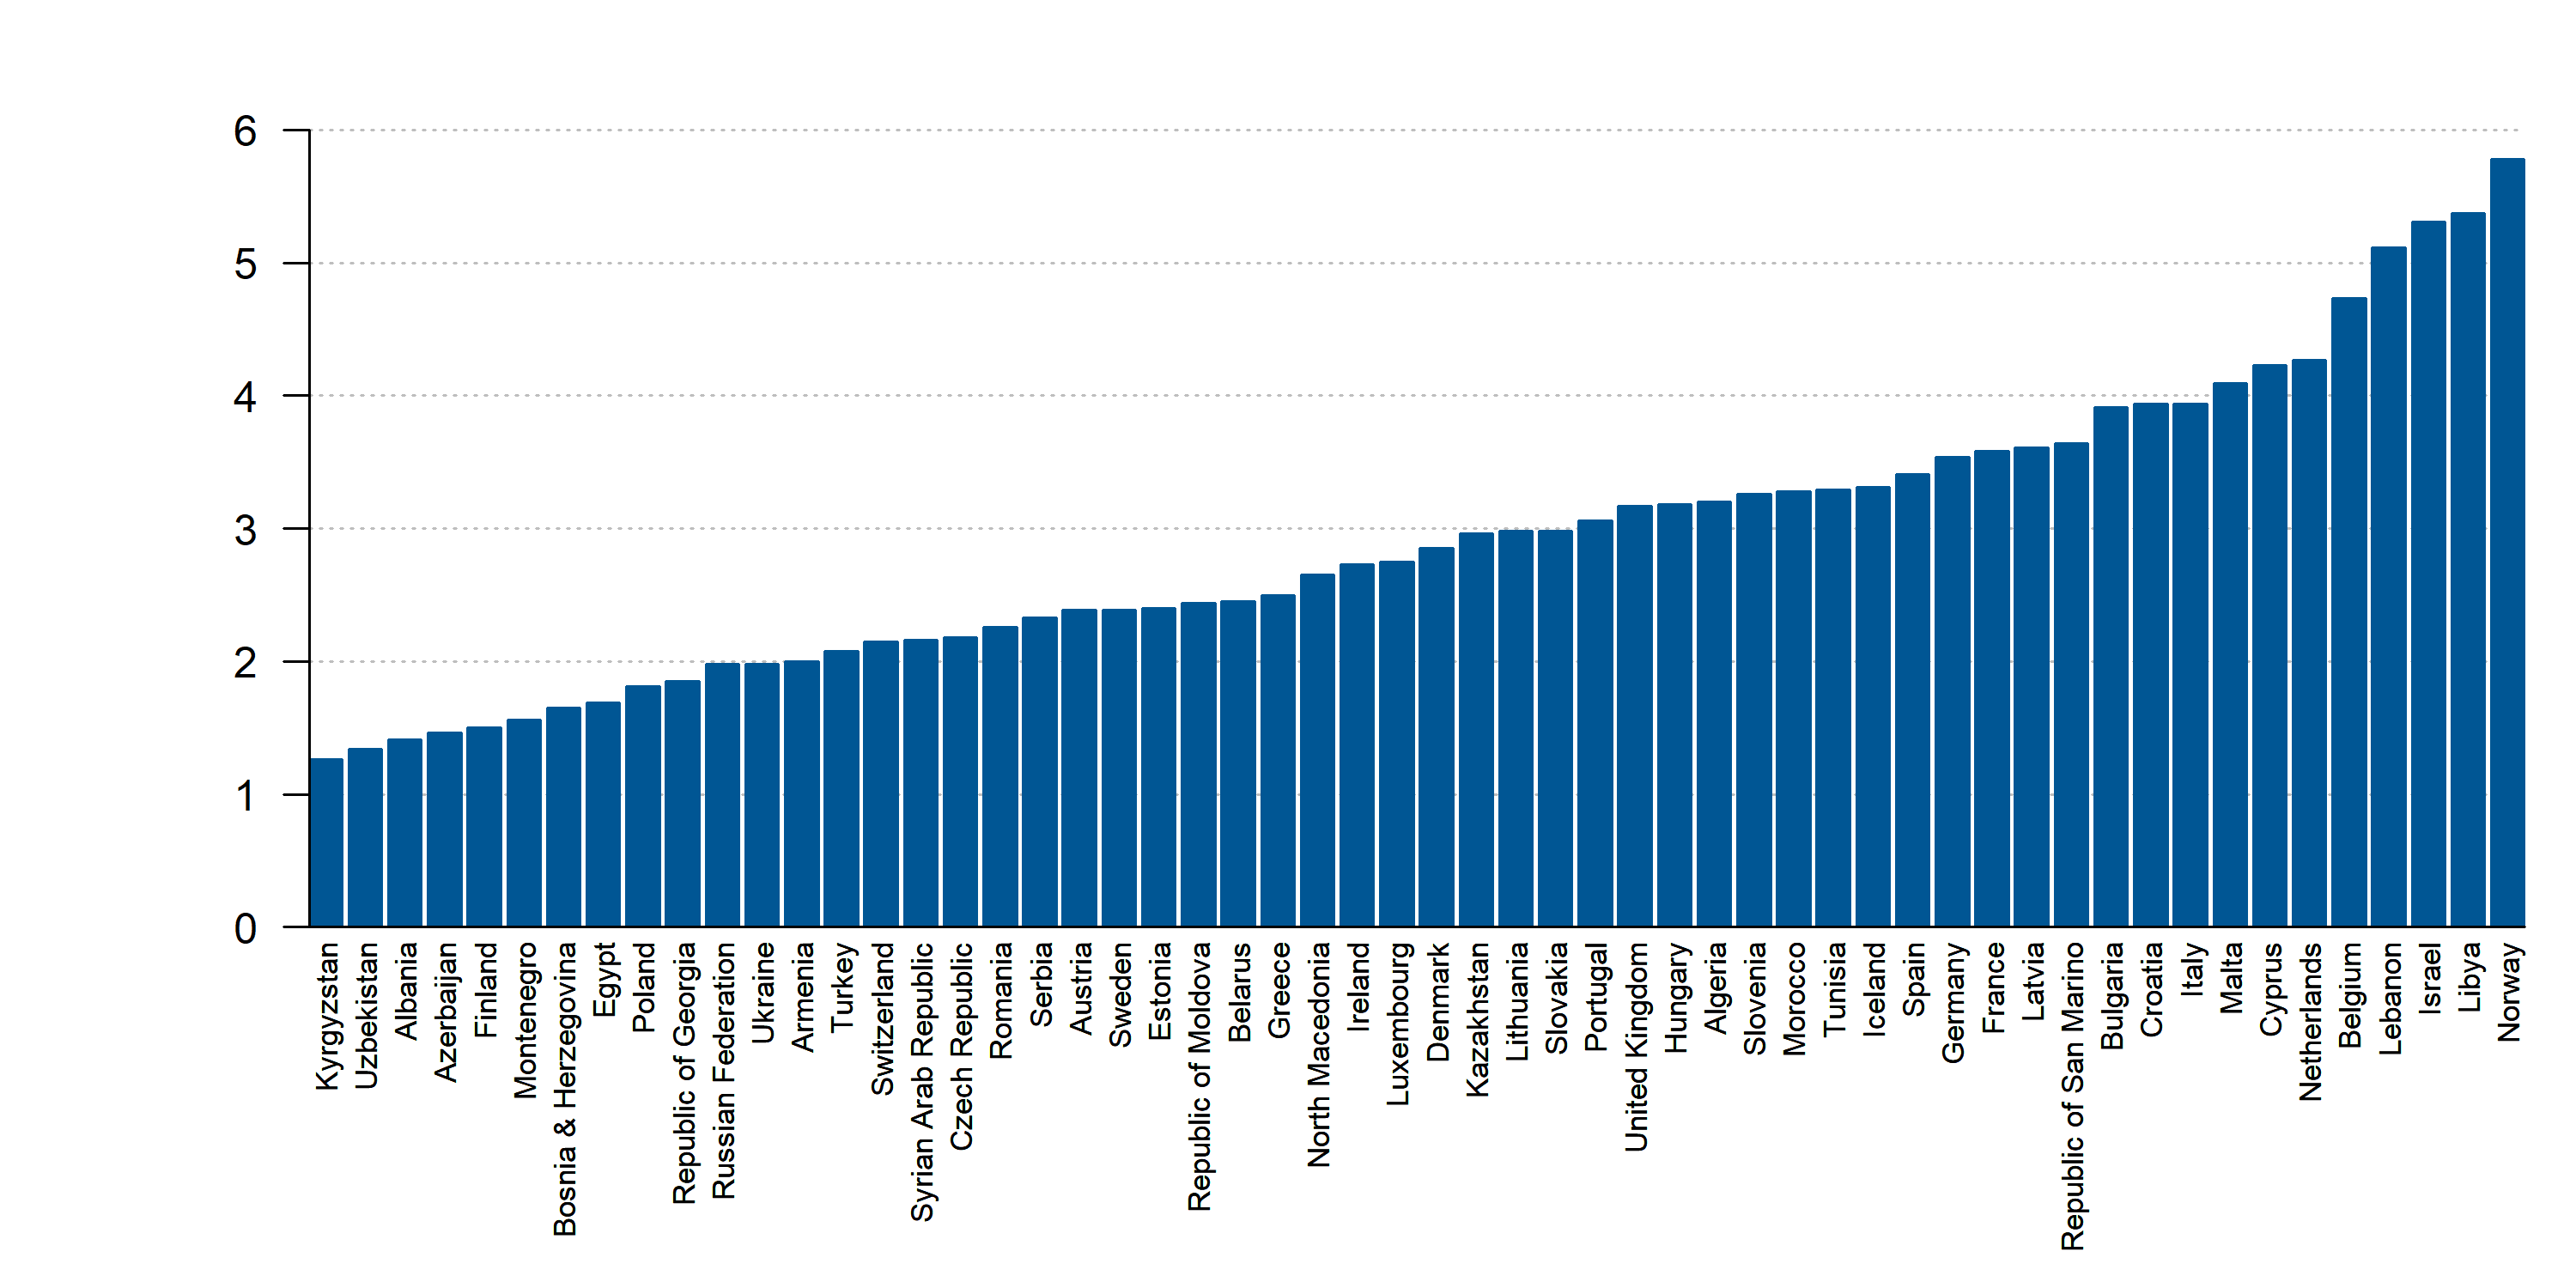 6
5
4
3
2
1
0
Kyrgyzstan
Uzbekistan
Albania
Azerbaijan
Finland
Montenegro
Bosnia & Herzegovina
Egypt
Poland
Republic of Georgia
Russian Federation
Ukraine
Armenia
Turkey
Switzerland
Syrian Arab Republic
Czech Republic
Romania
Serbia
Austria
Sweden
Estonia
Republic of Moldova
Belarus
Greece
North Macedonia
Ireland
Luxembourg
Denmark
Kazakhstan
Lithuania
Slovakia
Portugal
United Kingdom
Hungary
Algeria
Slovenia
Morocco
Tunisia
Iceland
Spain
Germany
France
Latvia
Republic of San Marino
Bulgaria
Croatia
Italy
Malta
Cyprus
Netherlands
Belgium
Lebanon
Israel
Libya
Norway